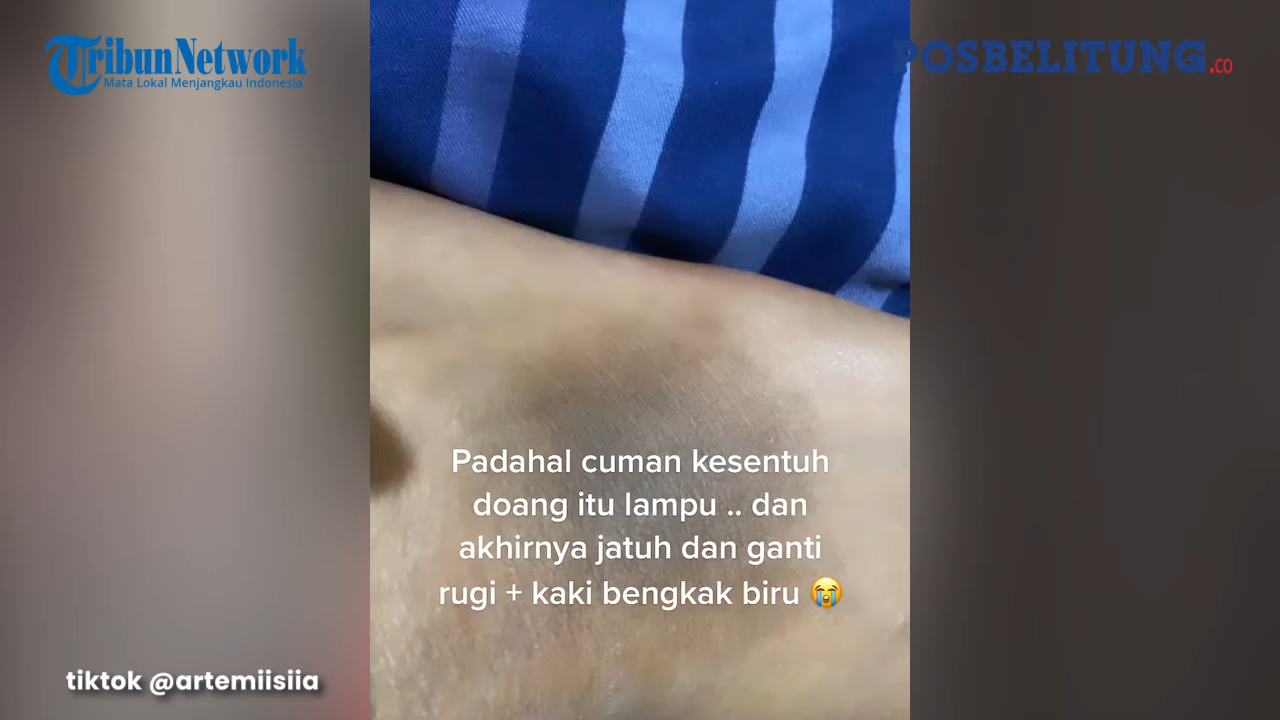 TribunNetwork
Mata Lokal Menjangkau Indonesia
POSBELITUNG.CO
Padahal cuman kesentuh
doang itu lampu .. dan
akhirnya jatuh dan ganti
rugi + kaki bengkak biru 😭
tiktok @artemiisiia